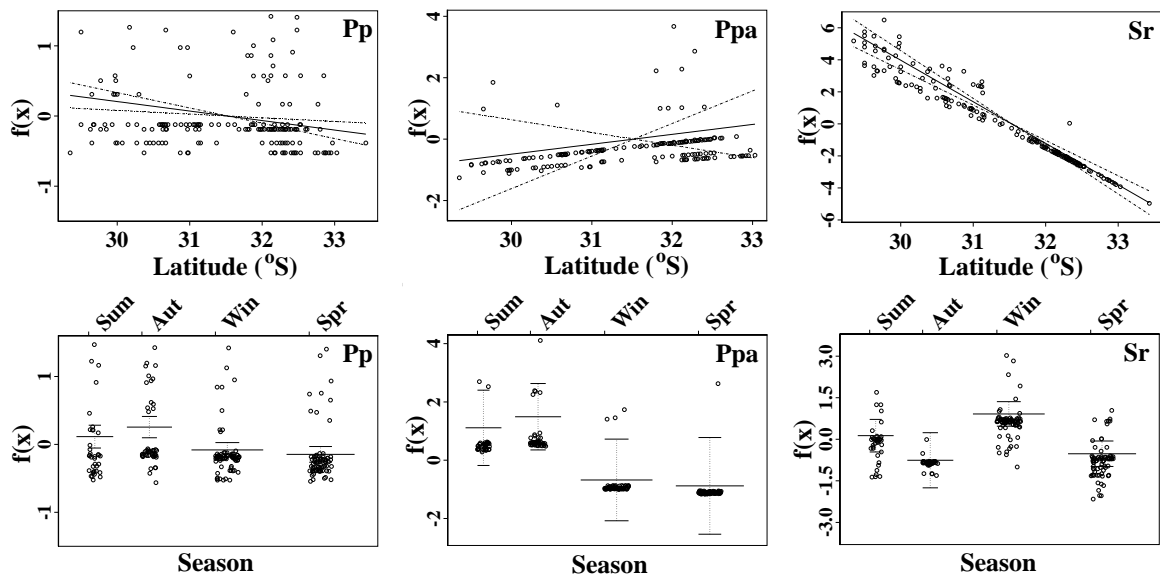 Pp
f(x)
1
0
-1
30
31
32
33
Latitude (°S)
Ppa
f(x)
4
2
0
-2
30
31
32
33
Latitude (°S)
Sr
f(x)
6
4
2
0
-2
-4
-6
30
31
32
33
Latitude (°S)
Sum
Aut
Win
Spr
Pp
f(x)
1
0
-1
Season
Sum
Aut
Win
Spr
Ppa
f(x)
4
2
0
-2
Season
Sum
Aut
Win
Spr
Sr
f(x)
3.0
1.5
0.0
-1.5
-3.0
Season